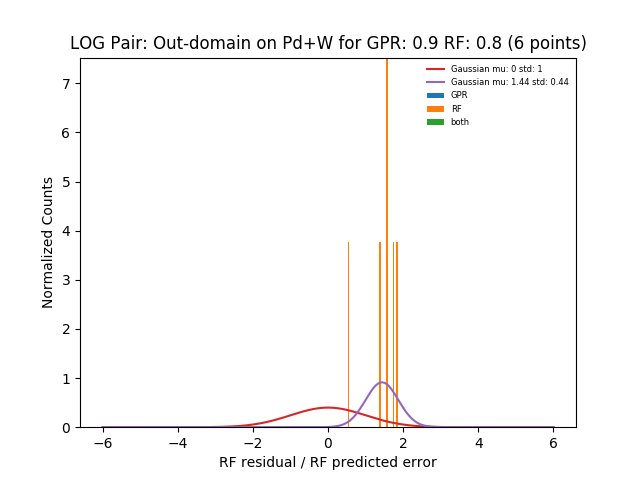 LOG Pair: Out-domain on Pd+W for GPR: 0.9 RF: 0.8 (6 points)
Gaussian mu: 0 std: 1
Gaussian mu: 1.44 std: 0.44
GPR
RF
both
Normalized Counts
7
6
5
4
3
2
1
0
−6 −4 −2 0 2 4 6
RF residual / RF predicted error